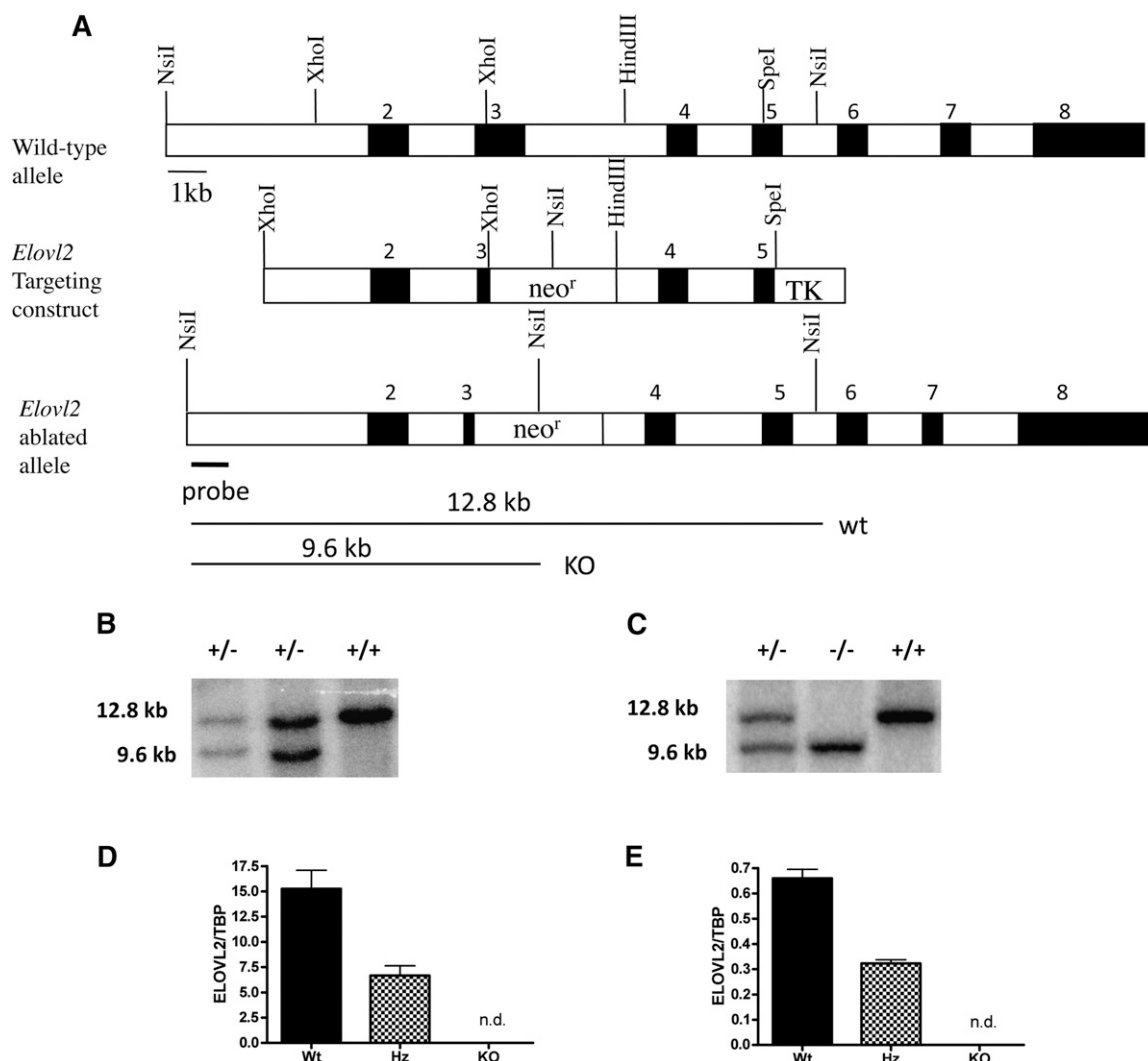 A
NsiI XhoI XhoI HindIII SpeI NsiI
2 3 4 5 6 7 8
Wild-type
allele
1kb
XhoI XhoI NsiI HindIII SpeI
Elovl2
Targeting
construct
2 3 4 5
neoʳ TK
NsiI NsiI NsiI
Elovl2
ablated
allele
2 3 4 5 6 7 8
neoʳ
probe
12.8 kb
wt
9.6 kb
KO
B
+/- +/- +/+
12.8 kb
9.6 kb
C
+/- -/- +/+
12.8 kb
9.6 kb
D
ELOVL2/TBP
17.5
15.0
12.5
10.0
7.5
5.0
2.5
0.0
n.d.
Wt Hz KO
E
ELOVL2/TBP
0.7
0.6
0.5
0.4
0.3
0.2
0.1
0.0
n.d.
Wt Hz KO